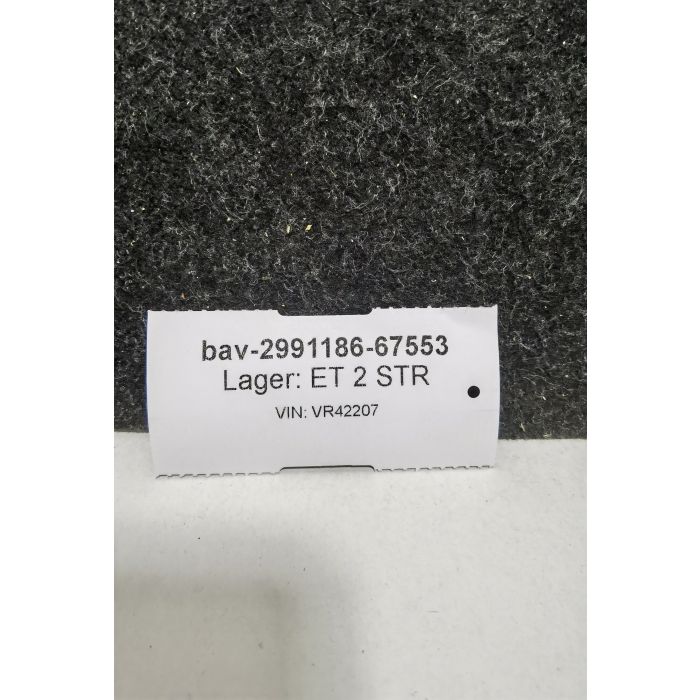 bav-2991186-67553
Lager: ET 2 STR
VIN: VR42207